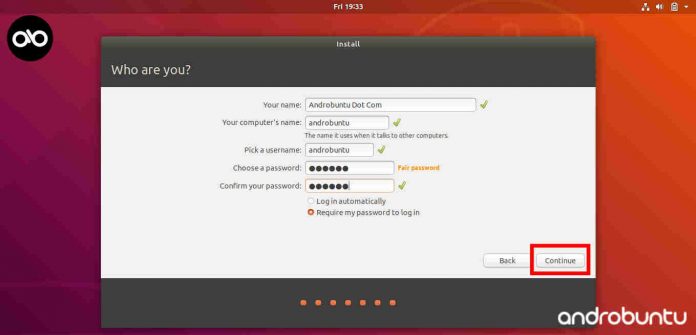 Fri 19:33
Install
Who are you?
Your name: Androbuntu Dot Com
Your computer's name: androbuntu
The name it uses when it talks to other computers.
Pick a username: androbuntu
Choose a password: ●●●●●● Fair password
Confirm your password: ●●●●●●
Log in automatically
Require my password to log in
Back Continue
androbuntu